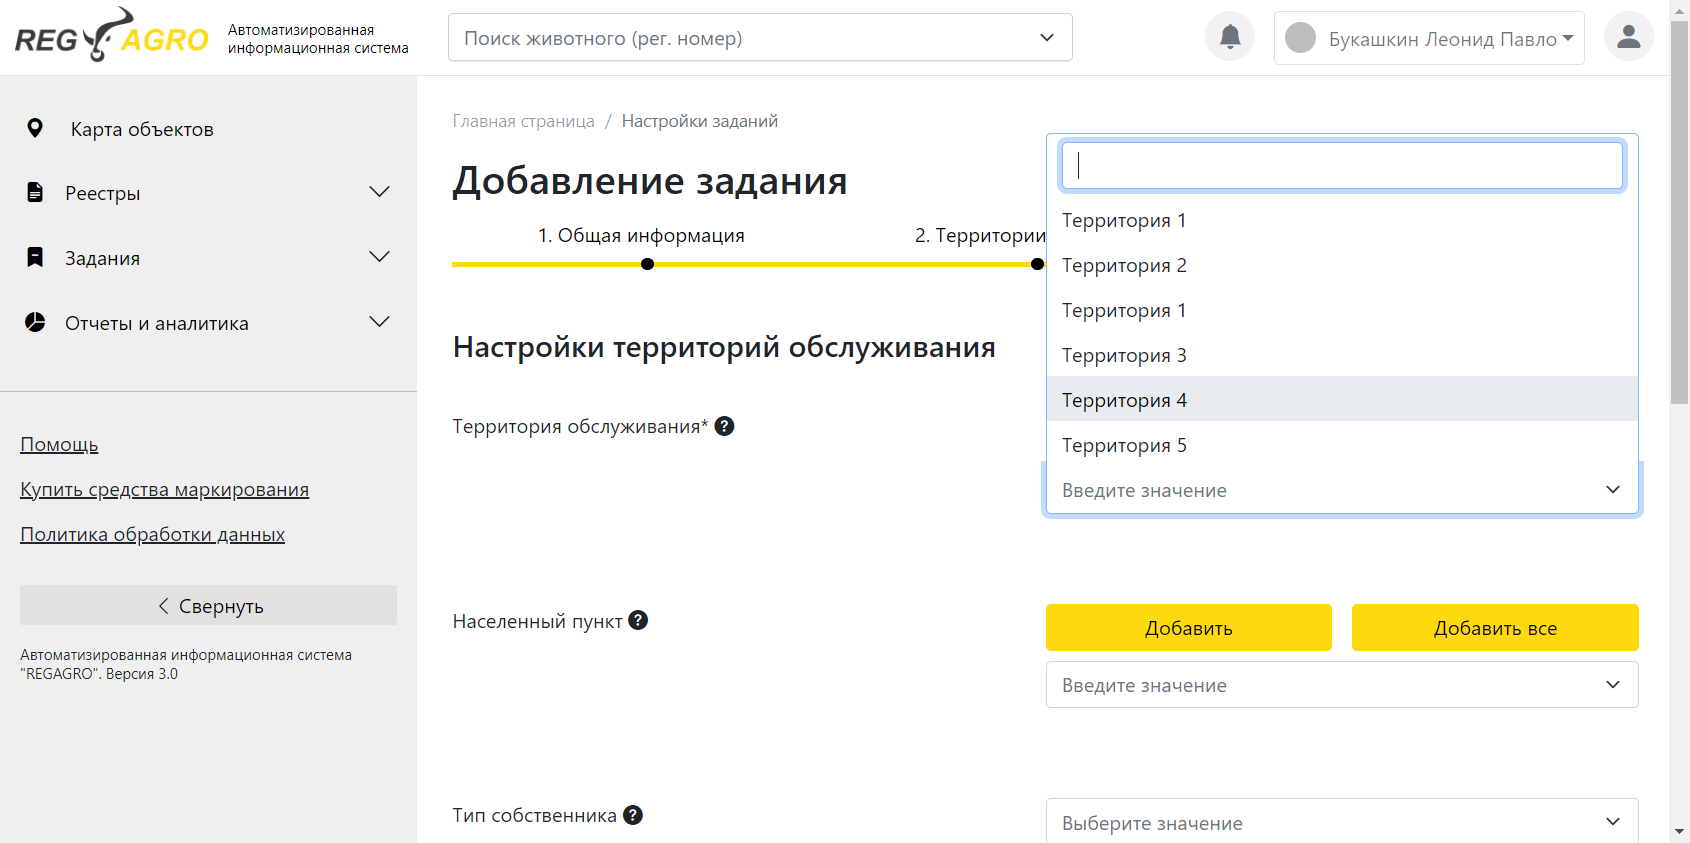 REG AGRO
Автоматизированная
информационная система
Поиск животного (рег. номер)
Букашкин Леонид Павло
Карта объектов
Реестры
Задания
Отчеты и аналитика
Помощь
Купить средства маркирования
Политика обработки данных
Свернуть
Автоматизированная информационная система
"REGAGRO". Версия 3.0
Главная страница / Настройки заданий
Добавление задания
1. Общая информация
2. Территории
Настройки территорий обслуживания
Территория обслуживания*
Территория 1
Территория 2
Территория 1
Территория 3
Территория 4
Территория 5
Введите значение
Населенный пункт
Добавить
Добавить все
Введите значение
Тип собственника
Выберите значение